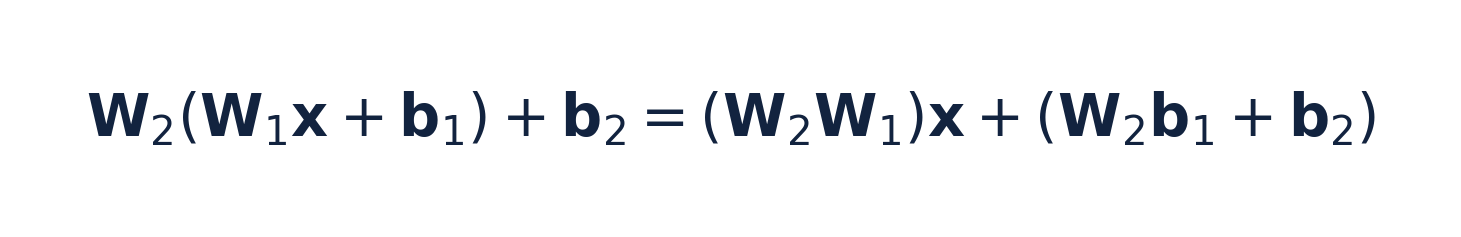 W₂(W₁x + b₁) + b₂ = (W₂W₁)x + (W₂b₁ + b₂)